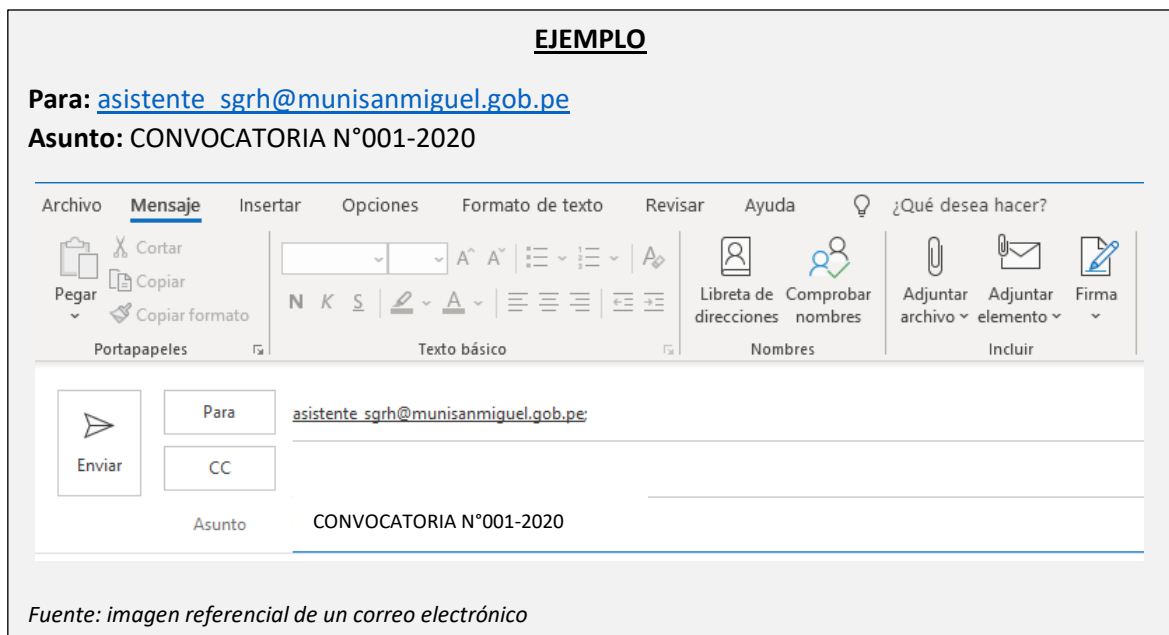 EJEMPLO
Para: asistente_sgrh@munisanmiguel.gob.pe
Asunto: CONVOCATORIA N°001-2020
Archivo Mensaje Insertar Opciones Formato de texto Revisar Ayuda ¿Qué desea hacer?
Pegar
Cortar
Copiar
Copiar formato
Portapapeles
N K S A
Texto básico
Libreta de direcciones
Comprobar nombres
Nombres
Adjuntar archivo
Adjuntar elemento
Firma
Incluir
Enviar
Para asistente_sgrh@munisanmiguel.gob.pe;
CC
Asunto CONVOCATORIA N°001-2020
Fuente: imagen referencial de un correo electrónico